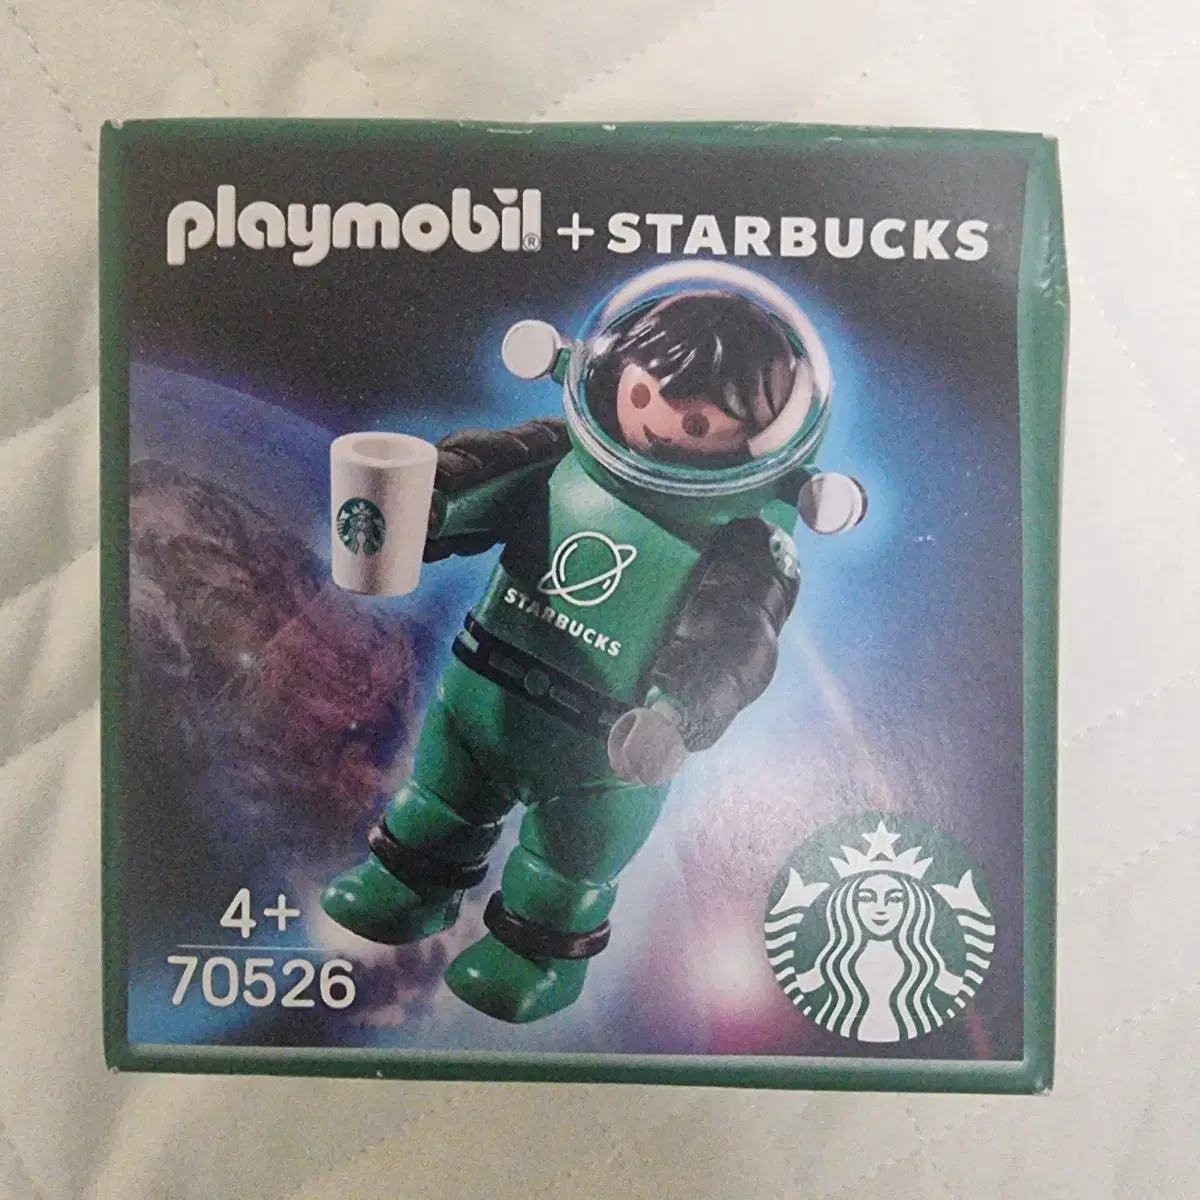 playmobil® + STARBUCKS
STARBUCKS
4+
70526